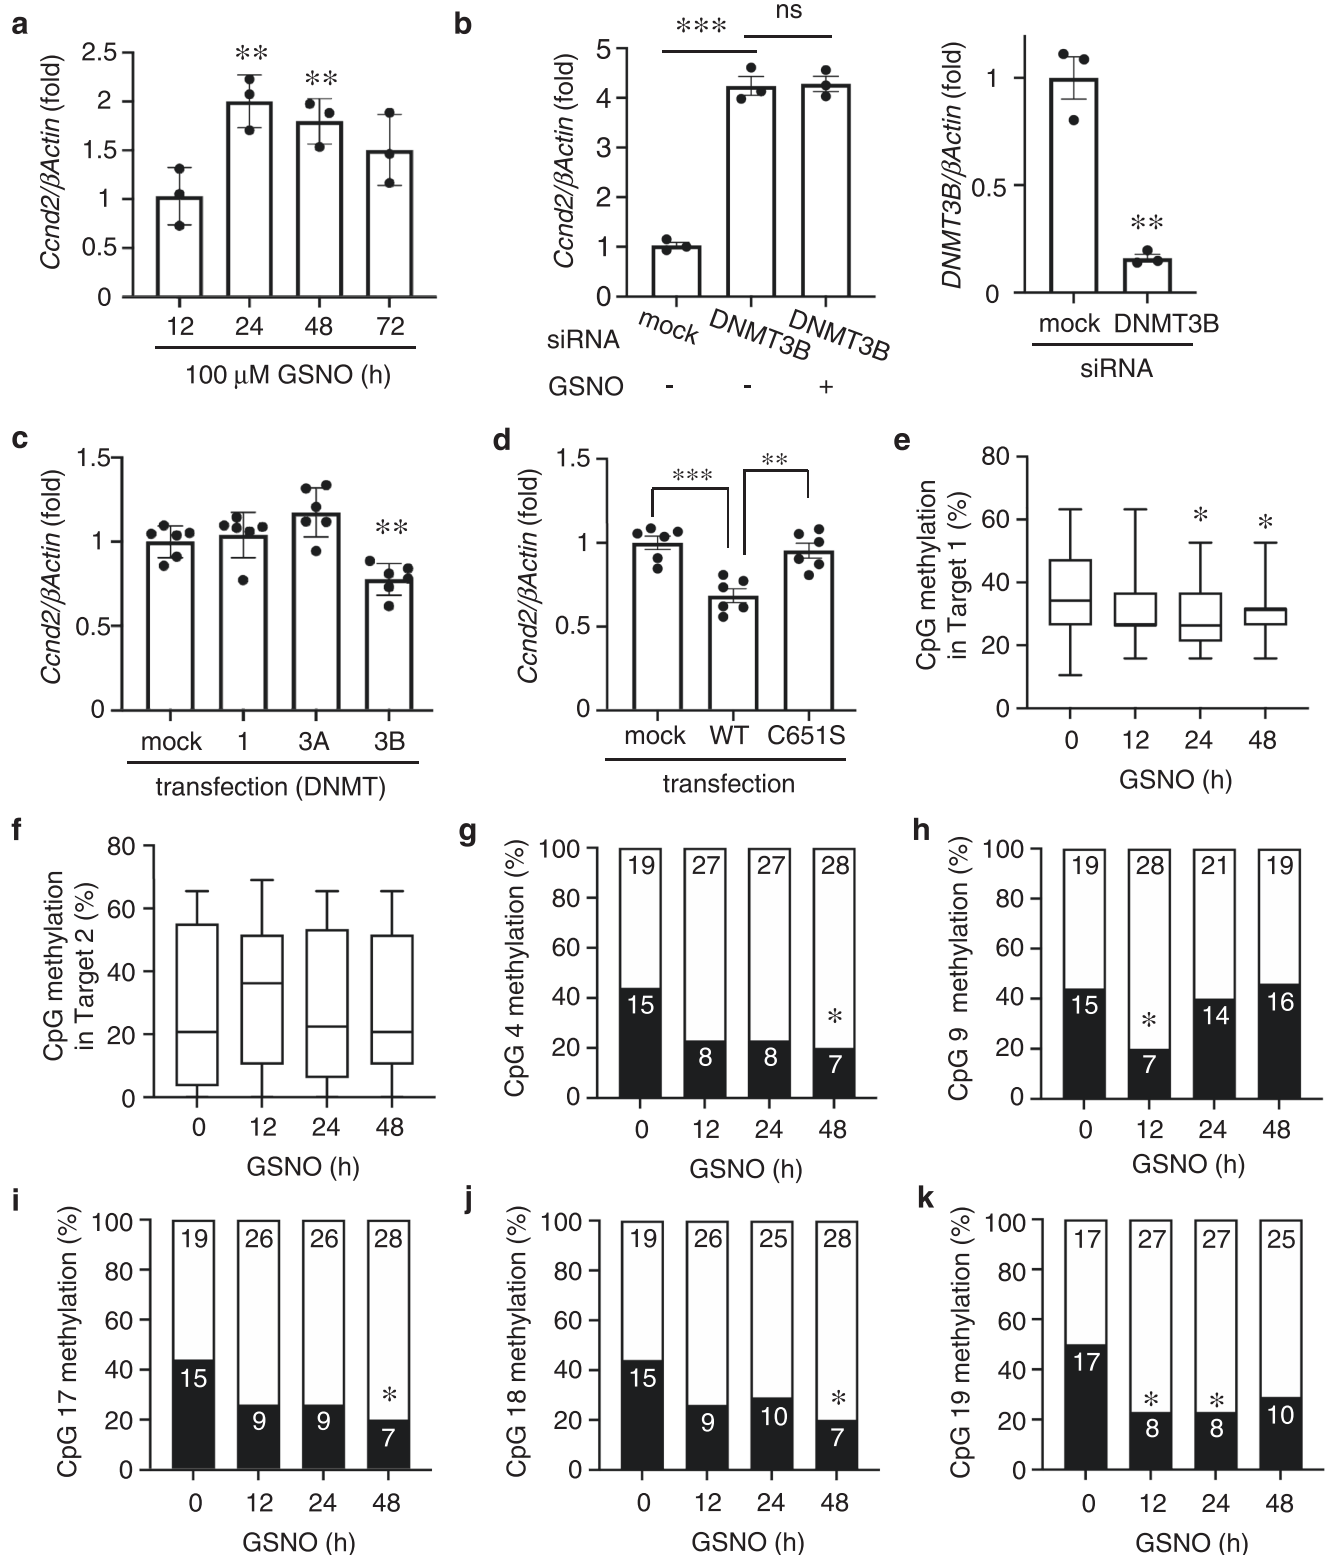 a
Ccnd2/βActin (fold)
2.5
2
1.5
1
0.5
0
** **
12 24 48 72
100 μM GSNO (h)
b
Ccnd2/βActin (fold)
5
4
3
2
1
0
*** ns
mock DNMT3B DNMT3B
siRNA
GSNO - - +
DNMT3B/βActin (fold)
1
0.5
0
**
mock DNMT3B
siRNA
c
Ccnd2/βActin (fold)
1.5
1
0.5
0
**
mock 1 3A 3B
transfection (DNMT)
d
Ccnd2/βActin (fold)
1.5
1
0.5
0
*** **
mock WT C651S
transfection
e
CpG methylation
in Target 1 (%)
80
60
40
20
0
* *
0 12 24 48
GSNO (h)
f
CpG methylation
in Target 2 (%)
80
60
40
20
0
0 12 24 48
GSNO (h)
g
CpG 4 methylation (%)
100
80
60
40
20
0
19 27 27 28
*
15 8 8 7
0 12 24 48
GSNO (h)
h
CpG 9 methylation (%)
100
80
60
40
20
0
19 28 21 19
*
15 7 14 16
0 12 24 48
GSNO (h)
i
CpG 17 methylation (%)
100
80
60
40
20
0
19 26 26 28
*
15 9 9 7
0 12 24 48
GSNO (h)
j
CpG 18 methylation (%)
100
80
60
40
20
0
19 26 25 28
*
15 9 10 7
0 12 24 48
GSNO (h)
k
CpG 19 methylation (%)
100
80
60
40
20
0
17 27 27 25
* *
17 8 8 10
0 12 24 48
GSNO (h)